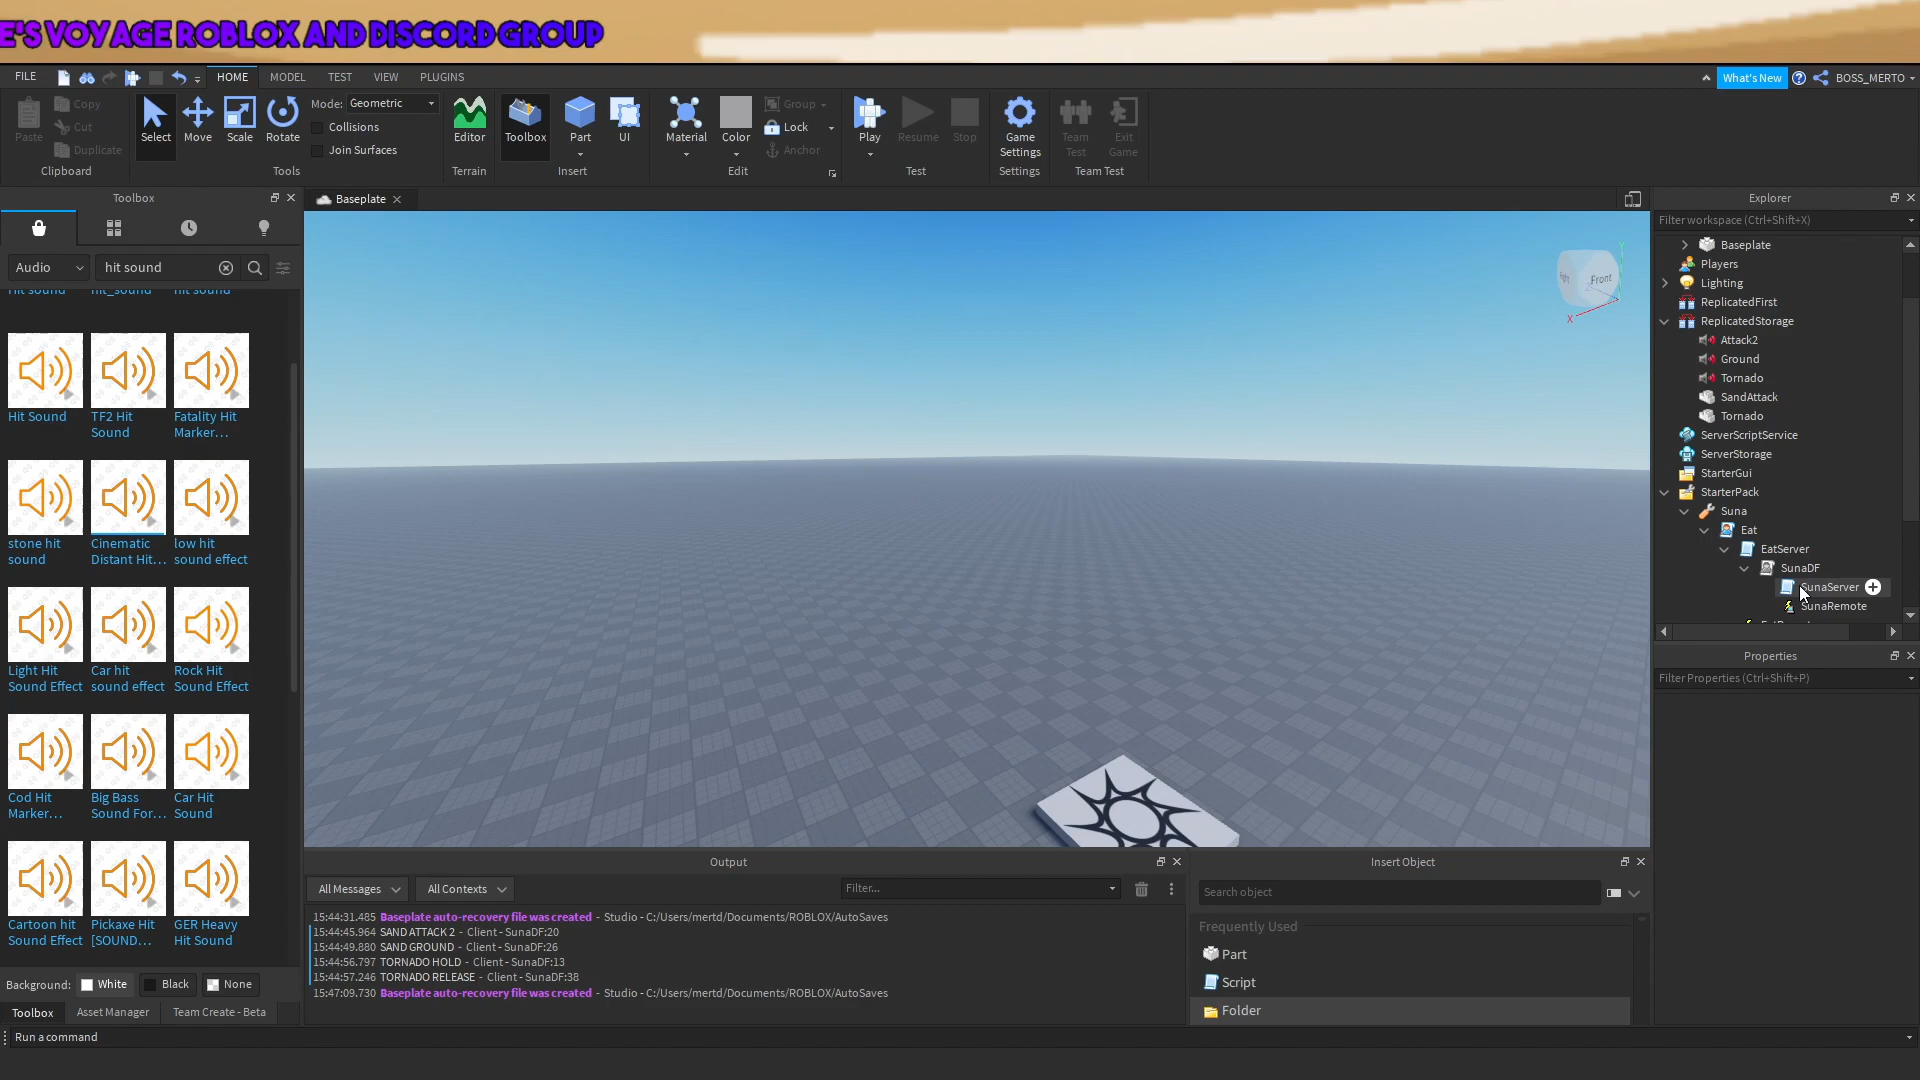 E'S VOYAGE ROBLOX AND DISCORD GROUP
FILE HOME MODEL TEST VIEW PLUGINS What's New BOSS_MERTO
Paste Copy Cut Duplicate Clipboard
Select Move Scale Rotate Mode: Geometric Collisions Join Surfaces Tools
Editor Terrain
Toolbox Part UI Insert
Material Color Group Lock Anchor Edit
Play Resume Stop Test
Game Settings Settings
Team Test Exit Game Team Test
Toolbox
Audio hit sound
Hit sound hit_sound hit sound
Hit Sound
TF2 Hit Sound
Fatality Hit Marker...
stone hit sound
Cinematic Distant Hit...
low hit sound effect
Light Hit Sound Effect
Car hit sound effect
Rock Hit Sound Effect
Cod Hit Marker...
Big Bass Sound For...
Car Hit Sound
Cartoon hit Sound Effect
Pickaxe Hit [SOUND...
GER Heavy Hit Sound
Background: White Black None
Toolbox Asset Manager Team Create - Beta
Run a command
Baseplate
Right Front
Y
X
Output
All Messages All Contexts Filter...
15:44:31.485 Baseplate auto-recovery file was created - Studio - C:/Users/mertd/Documents/ROBLOX/AutoSaves
15:44:45.964 SAND ATTACK 2 - Client - SunaDF:20
15:44:49.880 SAND GROUND - Client - SunaDF:26
15:44:56.797 TORNADO HOLD - Client - SunaDF:13
15:44:57.246 TORNADO RELEASE - Client - SunaDF:38
15:47:09.730 Baseplate auto-recovery file was created - Studio - C:/Users/mertd/Documents/ROBLOX/AutoSaves
Insert Object
Search object
Frequently Used
Part
Script
Folder
Explorer
Filter workspace (Ctrl+Shift+X)
Baseplate
Players
Lighting
ReplicatedFirst
ReplicatedStorage
Attack2
Ground
Tornado
SandAttack
Tornado
ServerScriptService
ServerStorage
StarterGui
StarterPack
Suna
Eat
EatServer
SunaDF
SunaServer
SunaRemote
Properties
Filter Properties (Ctrl+Shift+P)